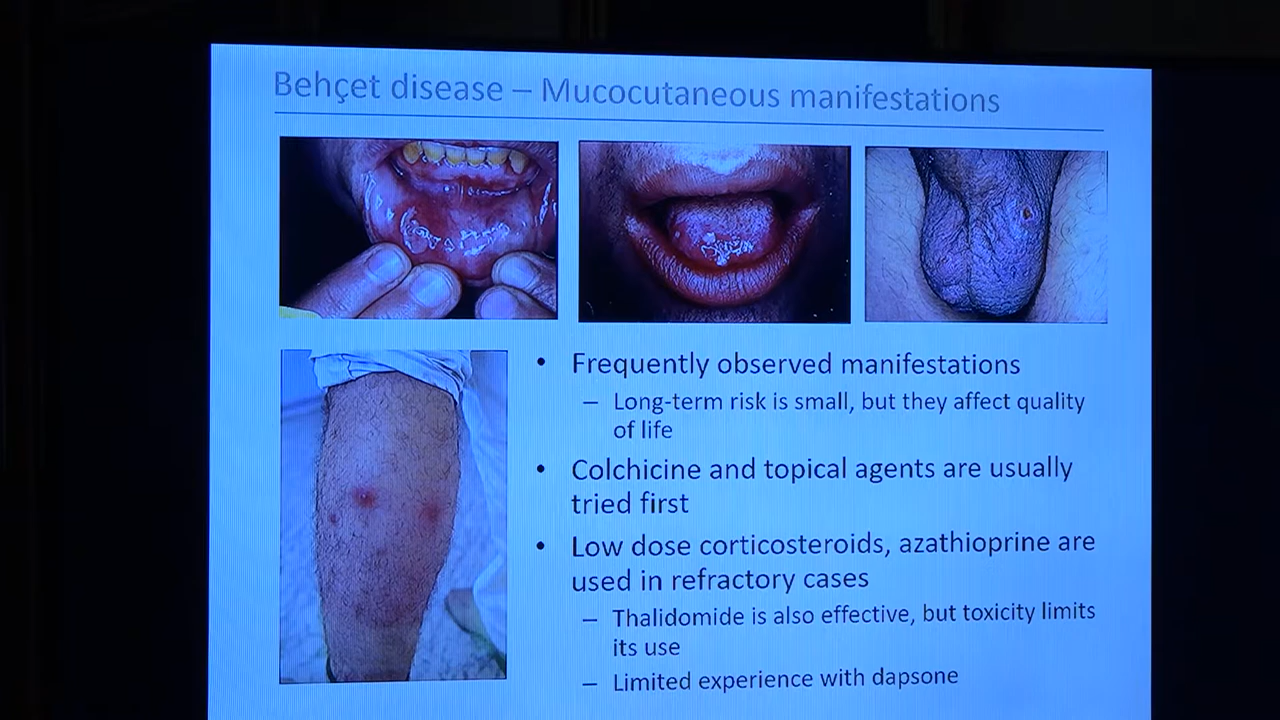 Behçet disease – Mucocutaneous manifestations
• Frequently observed manifestations
– Long-term risk is small, but they affect quality
of life
• Colchicine and topical agents are usually
tried first
• Low dose corticosteroids, azathioprine are
used in refractory cases
– Thalidomide is also effective, but toxicity limits
its use
– Limited experience with dapsone